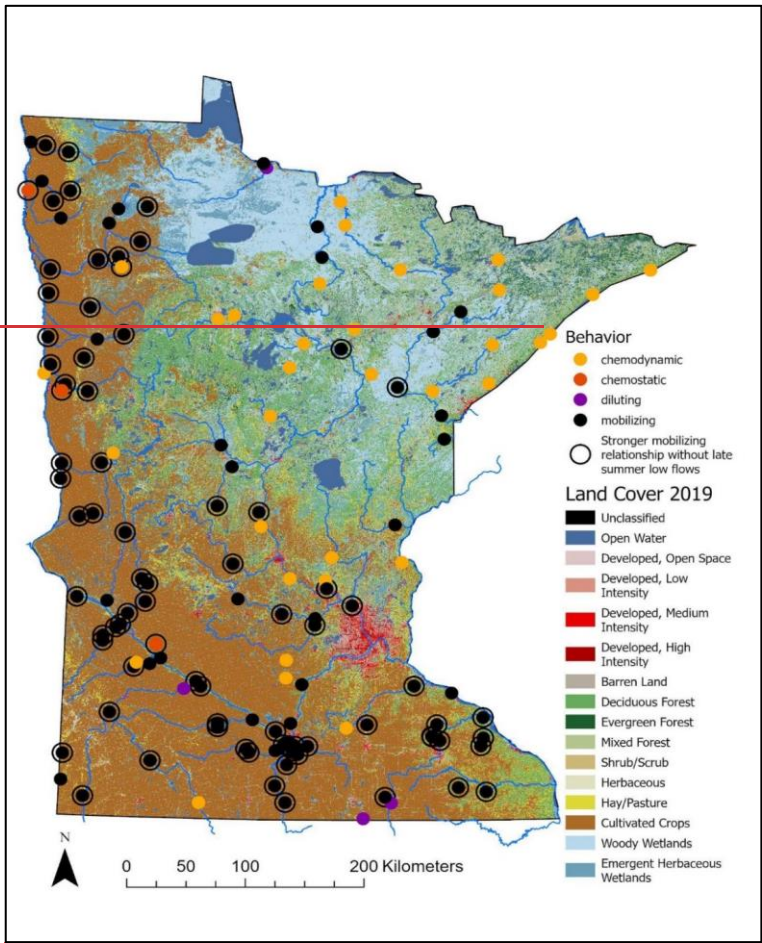 Behavior
chemodynamic
chemostatic
diluting
mobilizing
Stronger mobilizing
relationship without late
summer low flows
Land Cover 2019
Unclassified
Open Water
Developed, Open Space
Developed, Low
Intensity
Developed, Medium
Intensity
Developed, High
Intensity
Barren Land
Deciduous Forest
Evergreen Forest
Mixed Forest
Shrub/Scrub
Herbaceous
Hay/Pasture
Cultivated Crops
Woody Wetlands
Emergent Herbaceous
Wetlands
N
0 50 100 200 Kilometers